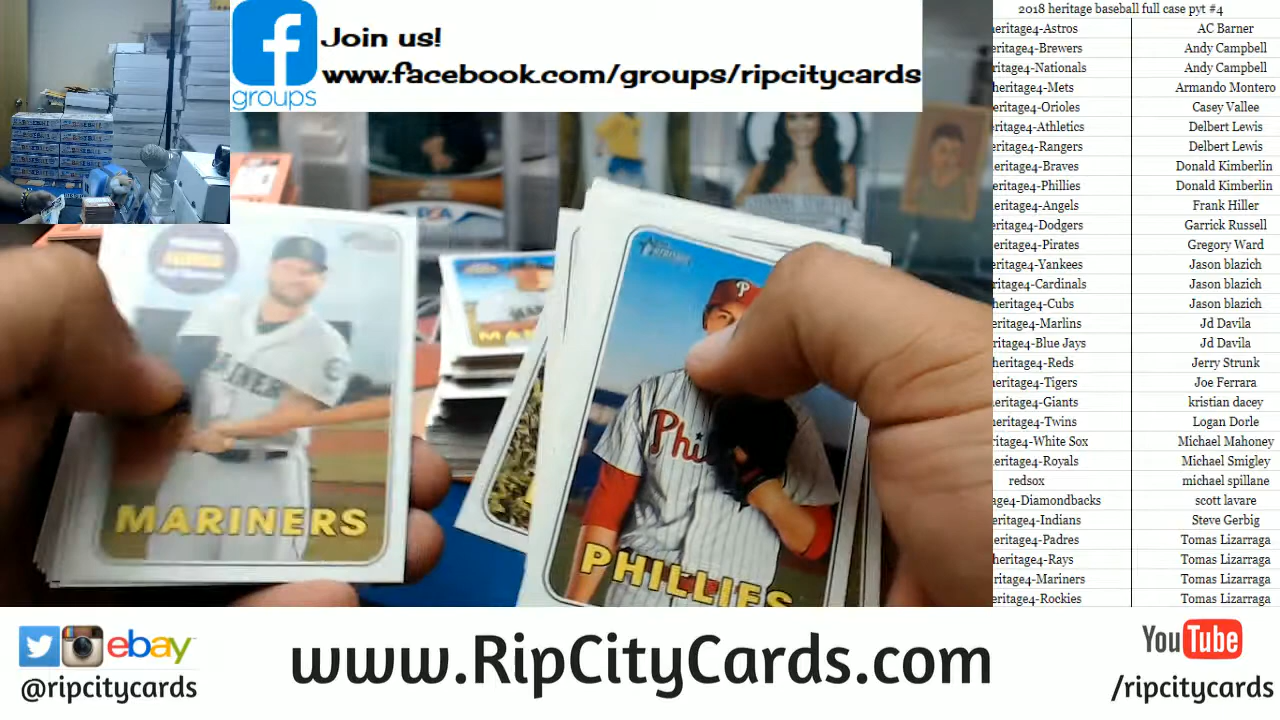 Join us!
www.facebook.com/groups/ripcitycards
f
groups
2018 heritage baseball full case pyt #4
eritage4-Astros AC Barner
eritage4-Brewers Andy Campbell
eritage4-Nationals Andy Campbell
heritage4-Mets Armando Montero
eritage4-Orioles Casey Vallee
eritage4-Athletics Delbert Lewis
eritage4-Rangers Delbert Lewis
eritage4-Braves Donald Kimberlin
eritage4-Phillies Donald Kimberlin
eritage4-Angels Frank Hiller
eritage4-Dodgers Garrick Russell
eritage4-Pirates Gregory Ward
eritage4-Yankees Jason blazich
eritage4-Cardinals Jason blazich
heritage4-Cubs Jason blazich
eritage4-Marlins Jd Davila
eritage4-Blue Jays Jd Davila
heritage4-Reds Jerry Strunk
eritage4-Tigers Joe Ferrara
eritage4-Giants kristian dacey
eritage4-Twins Logan Dorle
ritage4-White Sox Michael Mahoney
eritage4-Royals Michael Smigley
redsox michael spillane
age4-Diamondbacks scott lavare
eritage4-Indians Steve Gerbig
eritage4-Padres Tomas Lizarraga
heritage4-Rays Tomas Lizarraga
ritage4-Mariners Tomas Lizarraga
eritage4-Rockies Tomas Lizarraga
PSA
P
Phi
MARINERS
PHILLIES
ebay
@ripcitycards
www.RipCityCards.com
YouTube
/ripcitycards